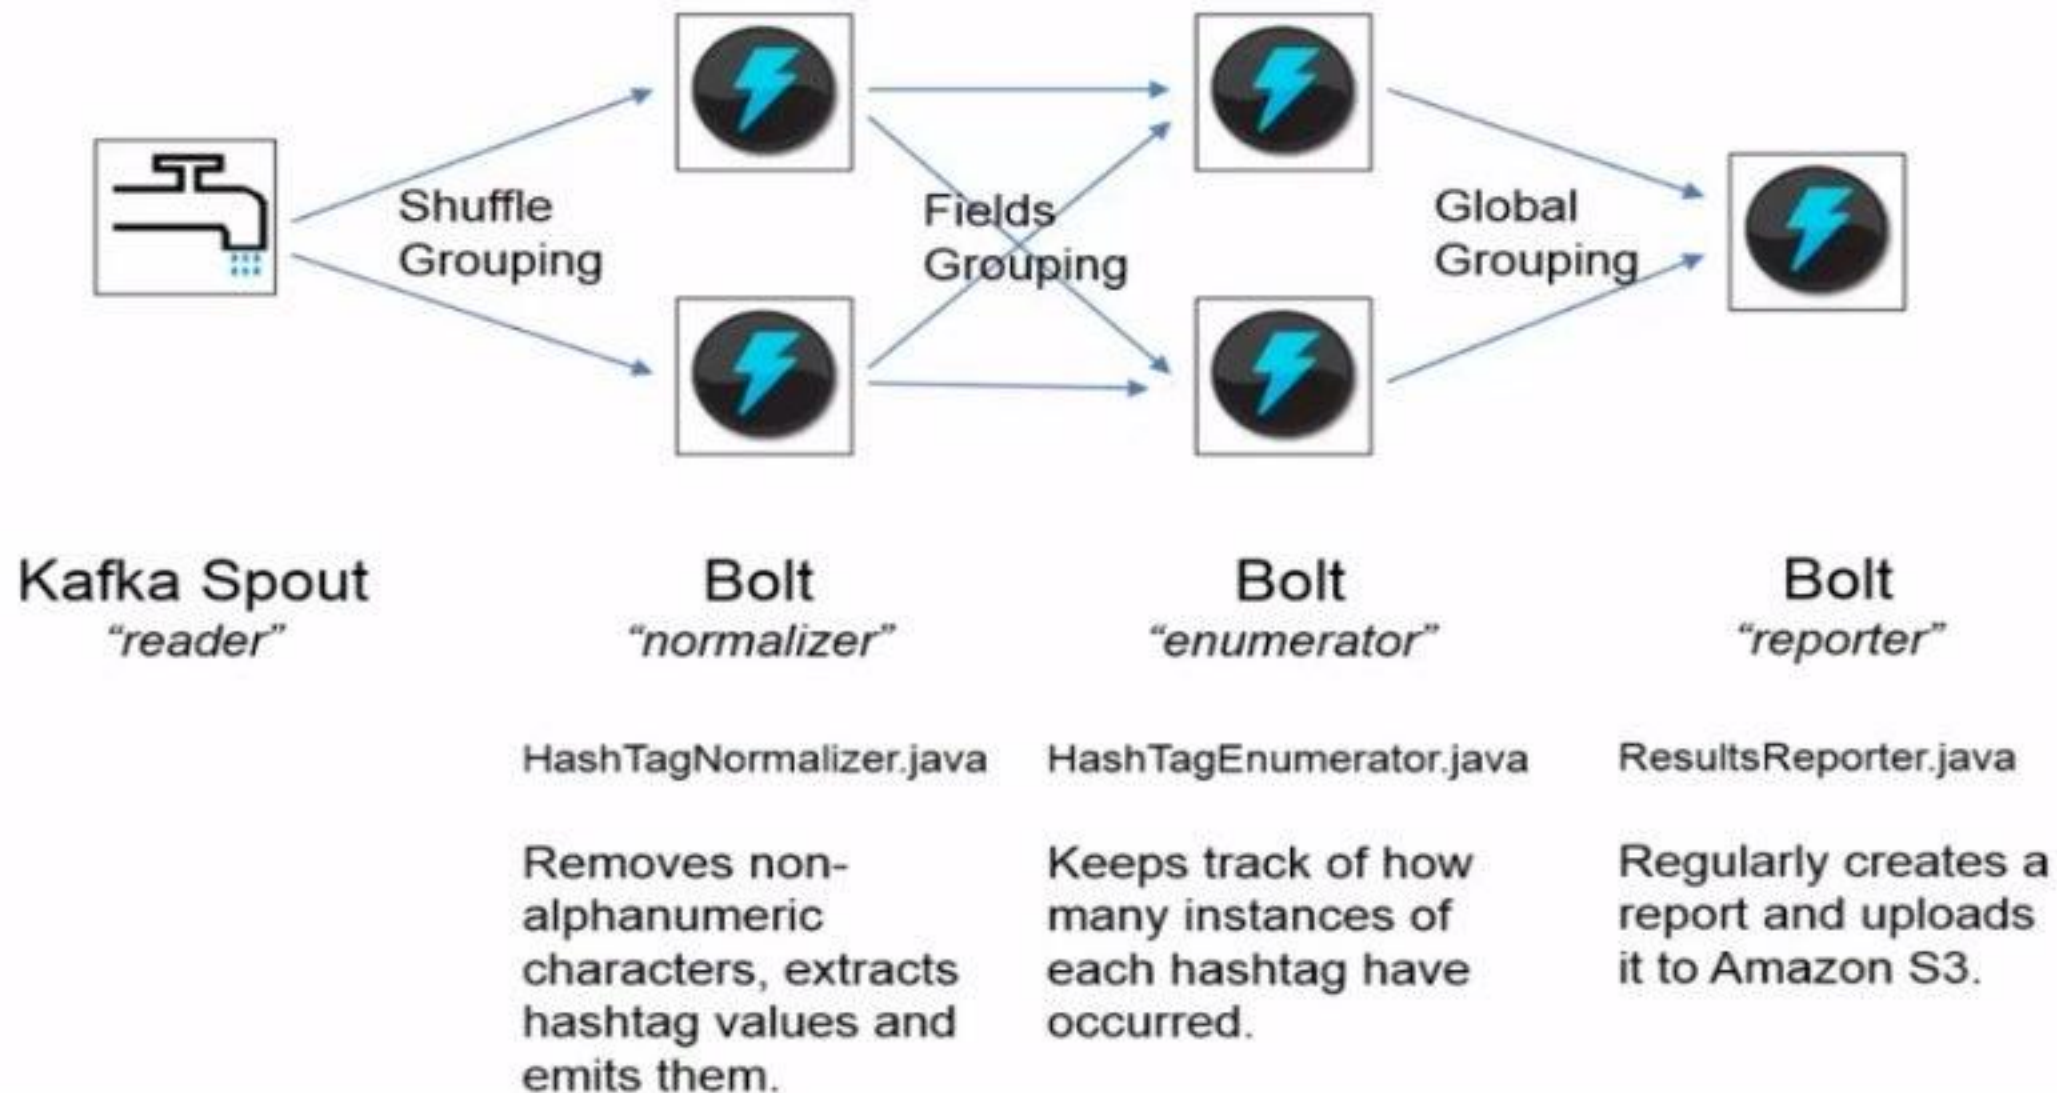 Shuffle
Grouping
Fields
Grouping
Global
Grouping
Kafka Spout
“reader”
Bolt
“normalizer”
Bolt
“enumerator”
Bolt
“reporter”
HashTagNormalizer.java
HashTagEnumerator.java
ResultsReporter.java
Removes non-
alphanumeric
characters, extracts
hashtag values and
emits them.
Keeps track of how
many instances of
each hashtag have
occurred.
Regularly creates a
report and uploads
it to Amazon S3.